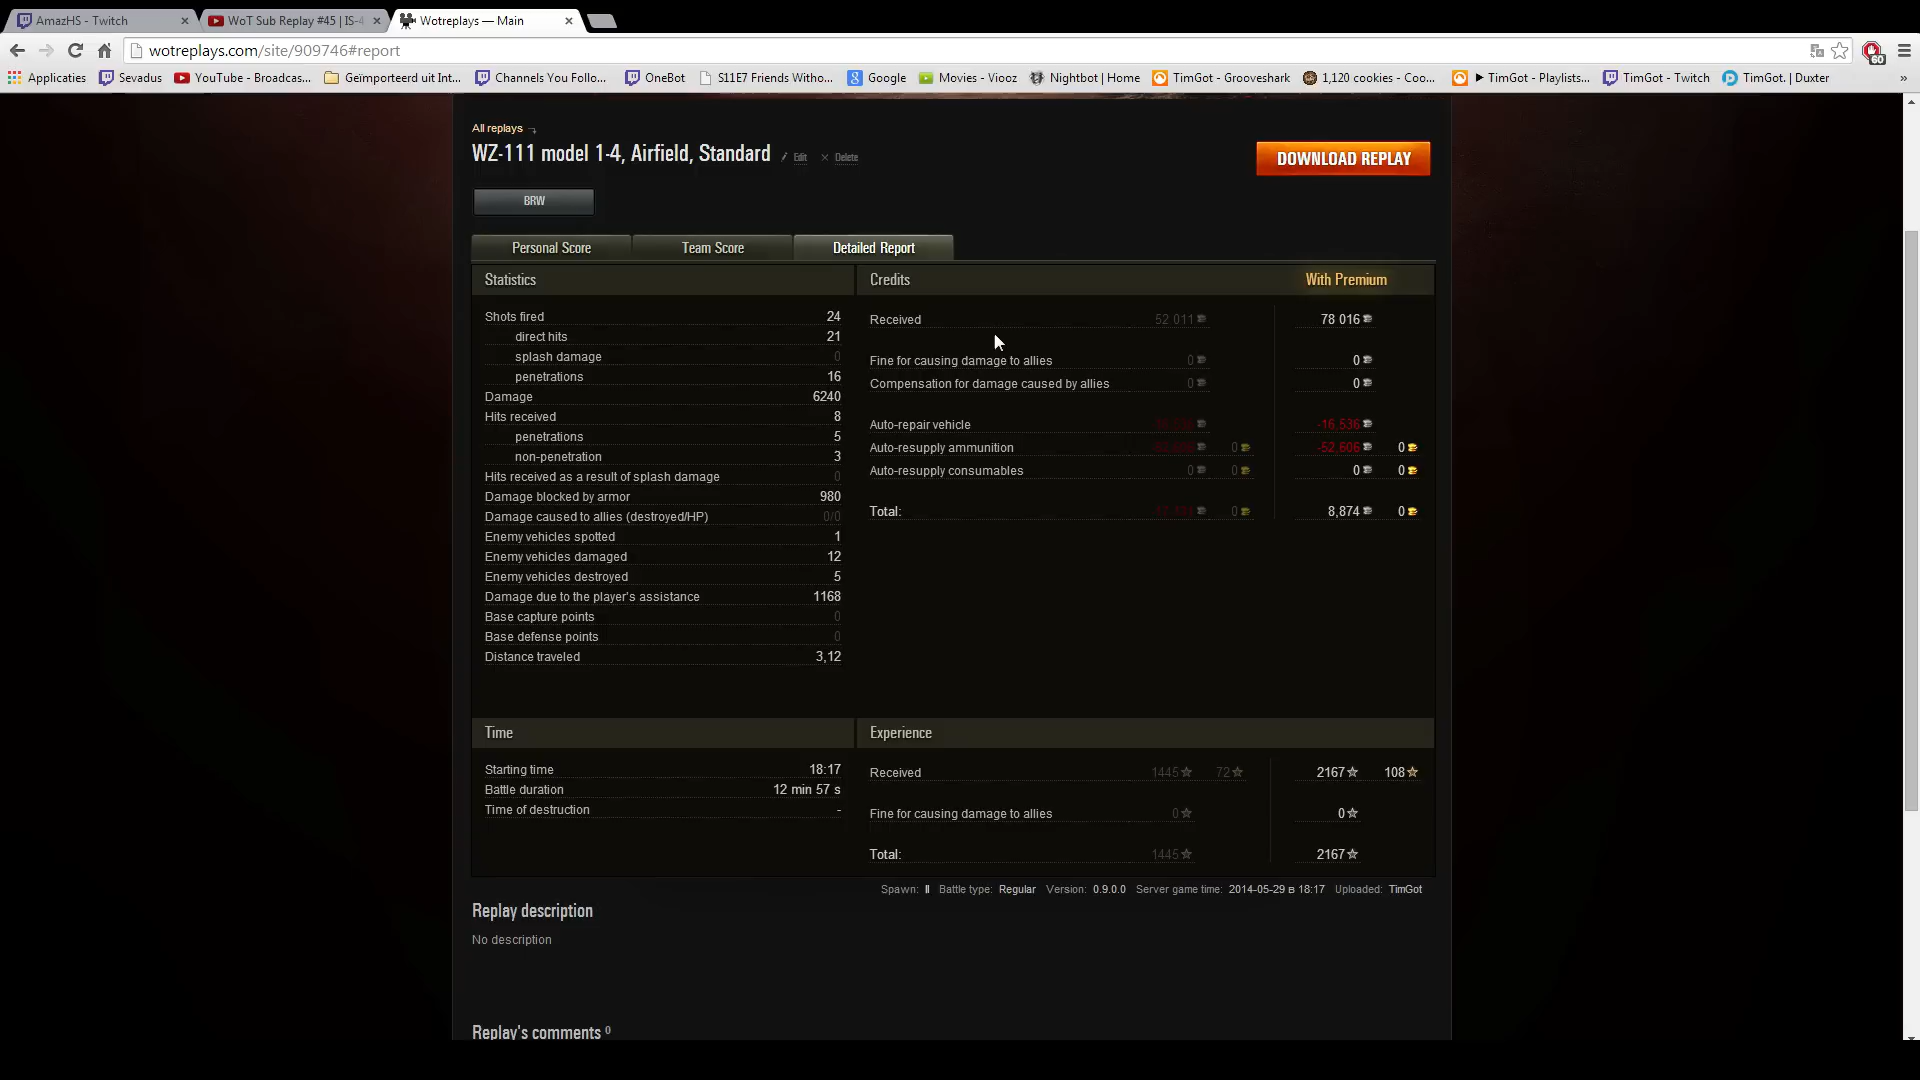 AmazHS - Twitch WoT Sub Replay #45 | IS-4 Wotreplays — Main
wotreplays.com/site/909746#report
Applicaties Sevadus YouTube - Broadcas... Geïmporteerd uit Int... Channels You Follo... OneBot S11E7 Friends Witho... Google Movies - Viooz Nightbot | Home TimGot - Grooveshark 1,120 cookies - Coo... ▶ TimGot - Playlists... TimGot - Twitch TimGot. | Duxter » 60
All replays
WZ-111 model 1-4, Airfield, Standard Edit Delete DOWNLOAD REPLAY
BRW
Personal Score Team Score Detailed Report
Statistics Credits With Premium
Shots fired 24 Received 52 011 78 016
direct hits 21
splash damage 0 Fine for causing damage to allies 0 0
penetrations 16 Compensation for damage caused by allies 0 0
Damage 6240
Hits received 8 Auto-repair vehicle -16,536
penetrations 5 Auto-resupply ammunition 0 -52,606 0
non-penetration 3 Auto-resupply consumables 0 0 0 0
Hits received as a result of splash damage 0
Damage blocked by armor 980 Total: 0 8,874 0
Damage caused to allies (destroyed/HP) 0/0
Enemy vehicles spotted 1
Enemy vehicles damaged 12
Enemy vehicles destroyed 5
Damage due to the player's assistance 1168
Base capture points 0
Base defense points 0
Distance traveled 3,12
Time Experience
Starting time 18:17 Received 1445 72 2167 108
Battle duration 12 min 57 s
Time of destruction - Fine for causing damage to allies 0 0
Total: 1445 2167
Spawn: II Battle type: Regular Version: 0.9.0.0 Server game time: 2014-05-29 в 18:17 Uploaded: TimGot
Replay description
No description
Replay's comments 0